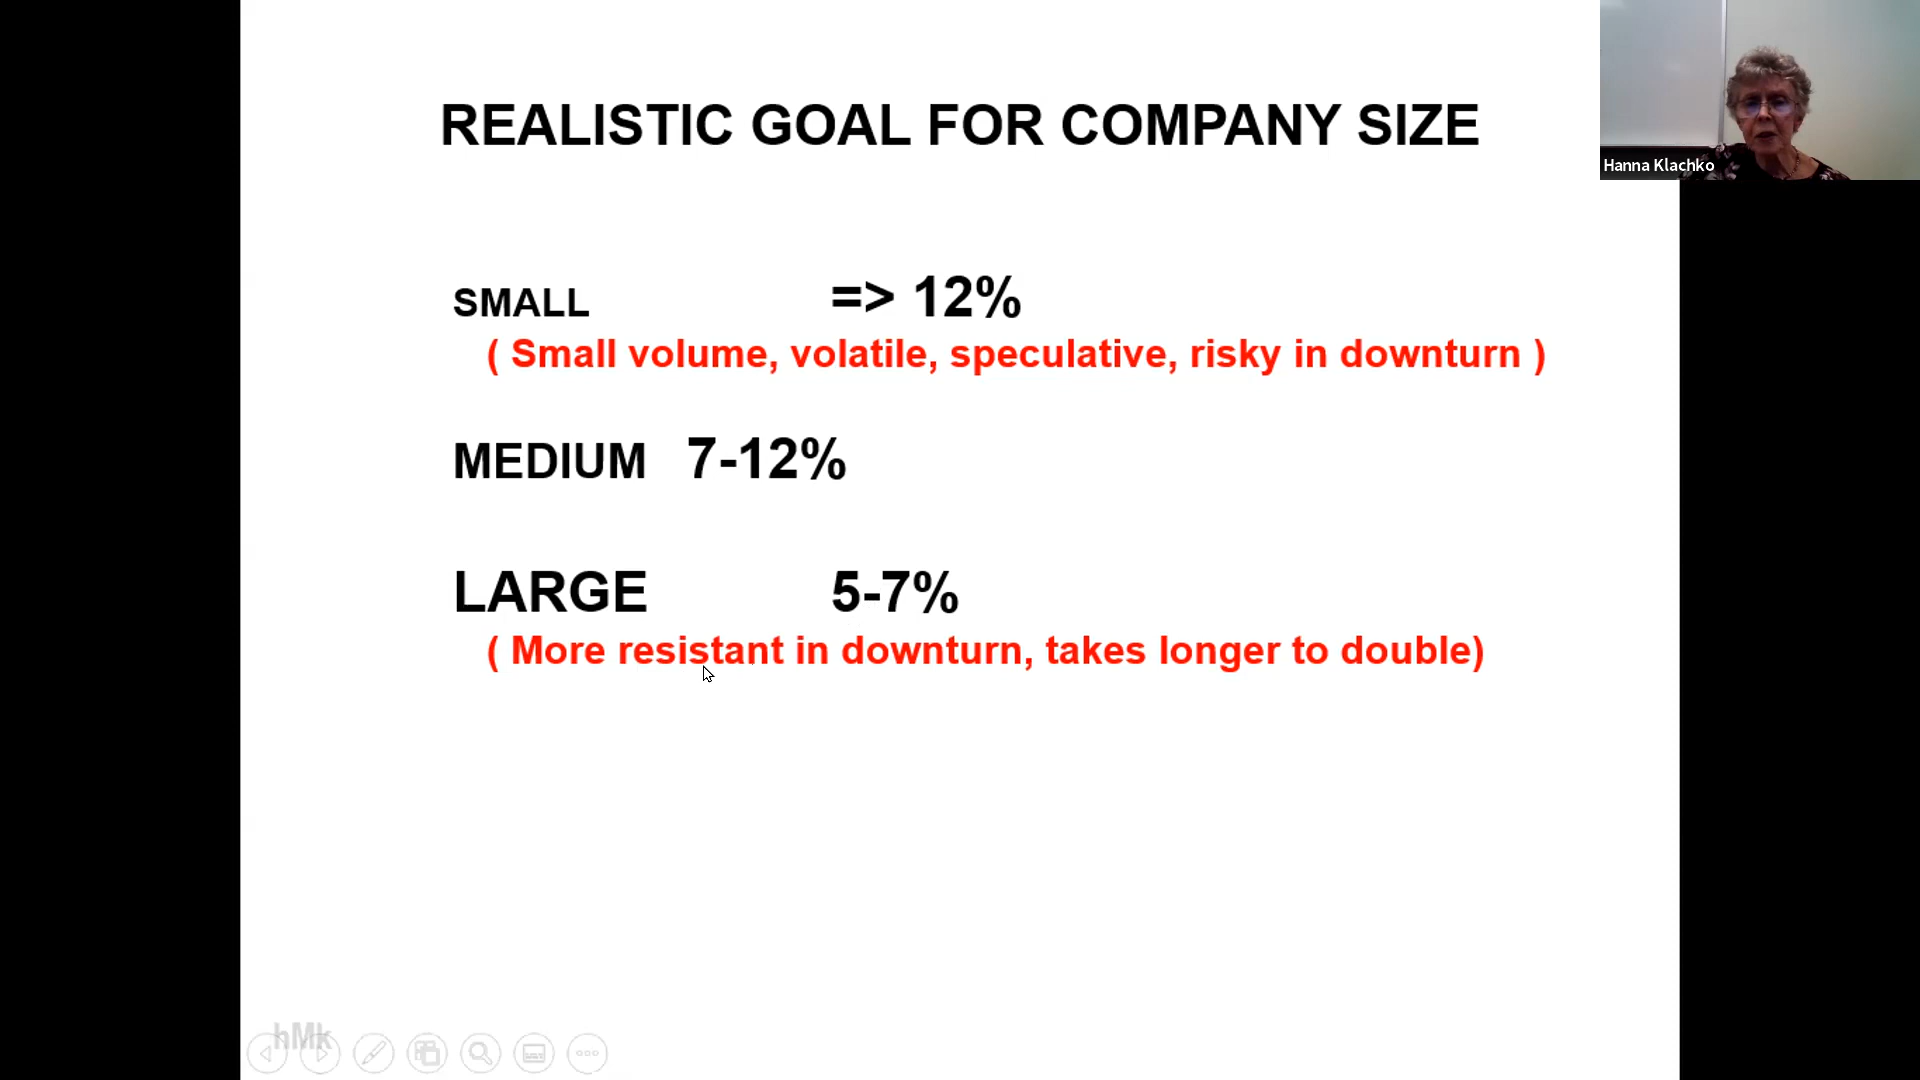 REALISTIC GOAL FOR COMPANY SIZE
Hanna Klachko
SMALL => 12%
( Small volume, volatile, speculative, risky in downturn )
MEDIUM 7-12%
LARGE 5-7%
( More resistant in downturn, takes longer to double)
hMk